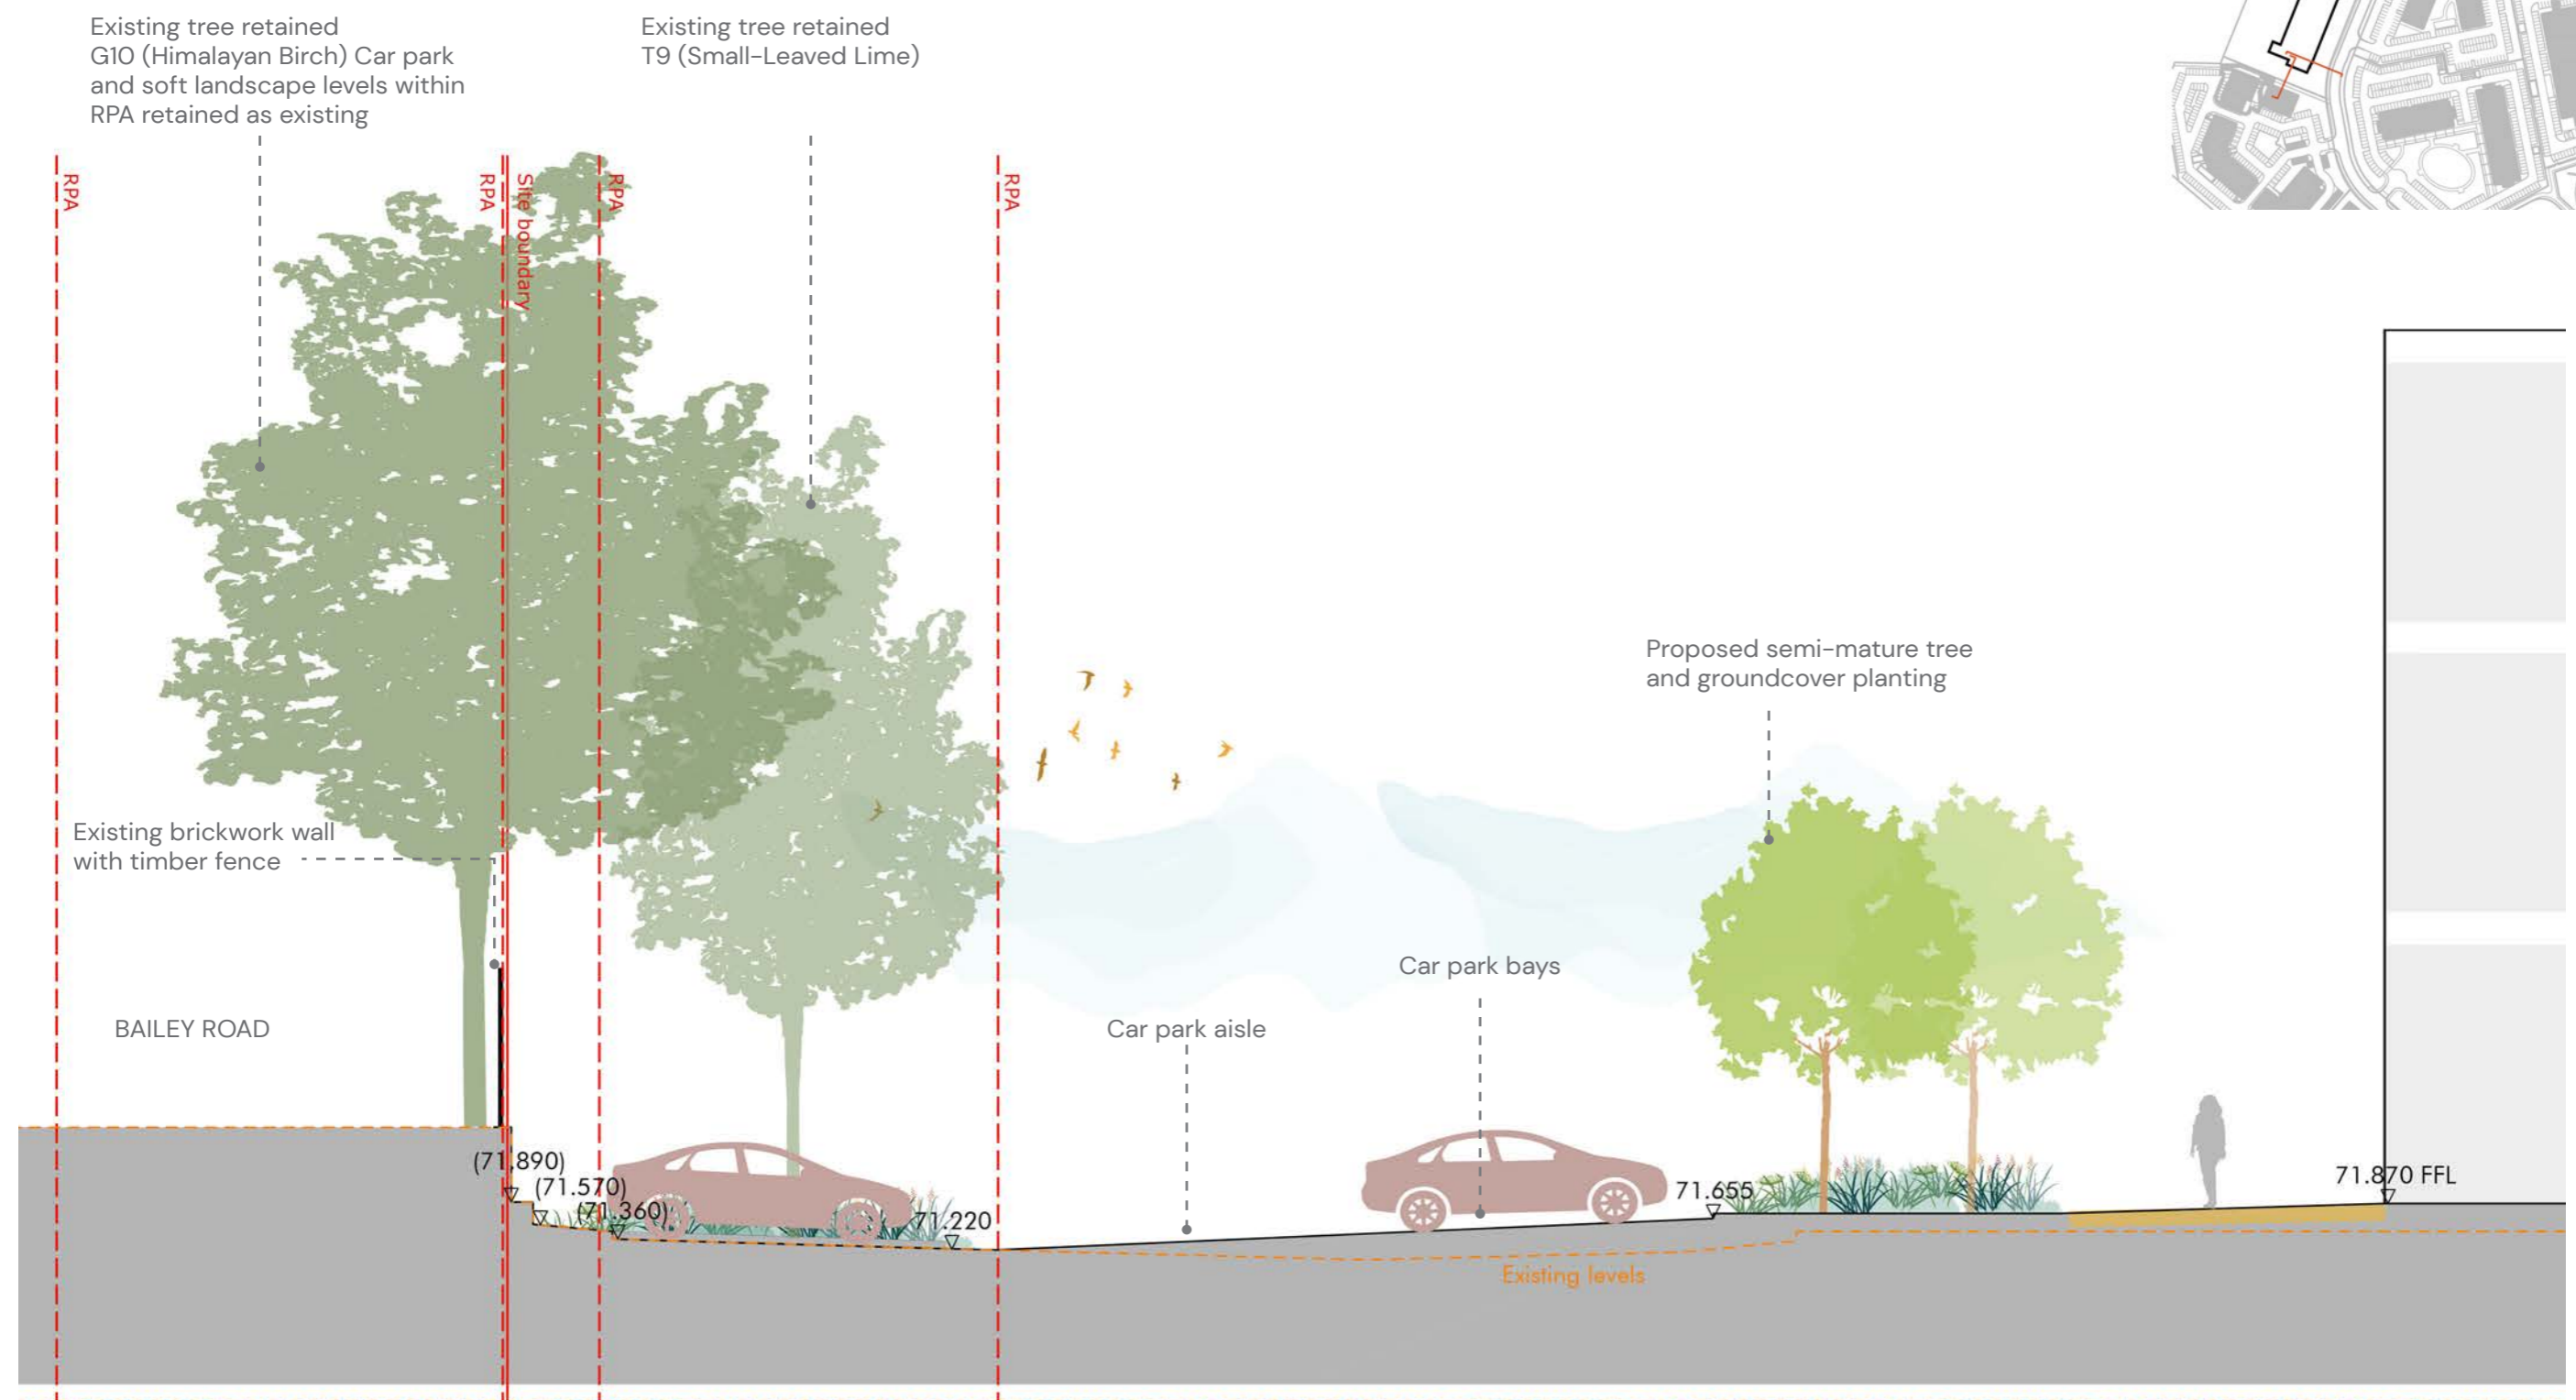 Existing tree retained
G10 (Himalayan Birch) Car park
and soft landscape levels within
RPA retained as existing
Existing tree retained
T9 (Small-Leaved Lime)
RPA
RPA
Site boundary
RPA
RPA
Proposed semi-mature tree
and groundcover planting
Existing brickwork wall
with timber fence
Car park bays
BAILEY ROAD
Car park aisle
(71.890)
(71.570)
(71.360)
71.220
71.655
71.870 FFL
Existing levels